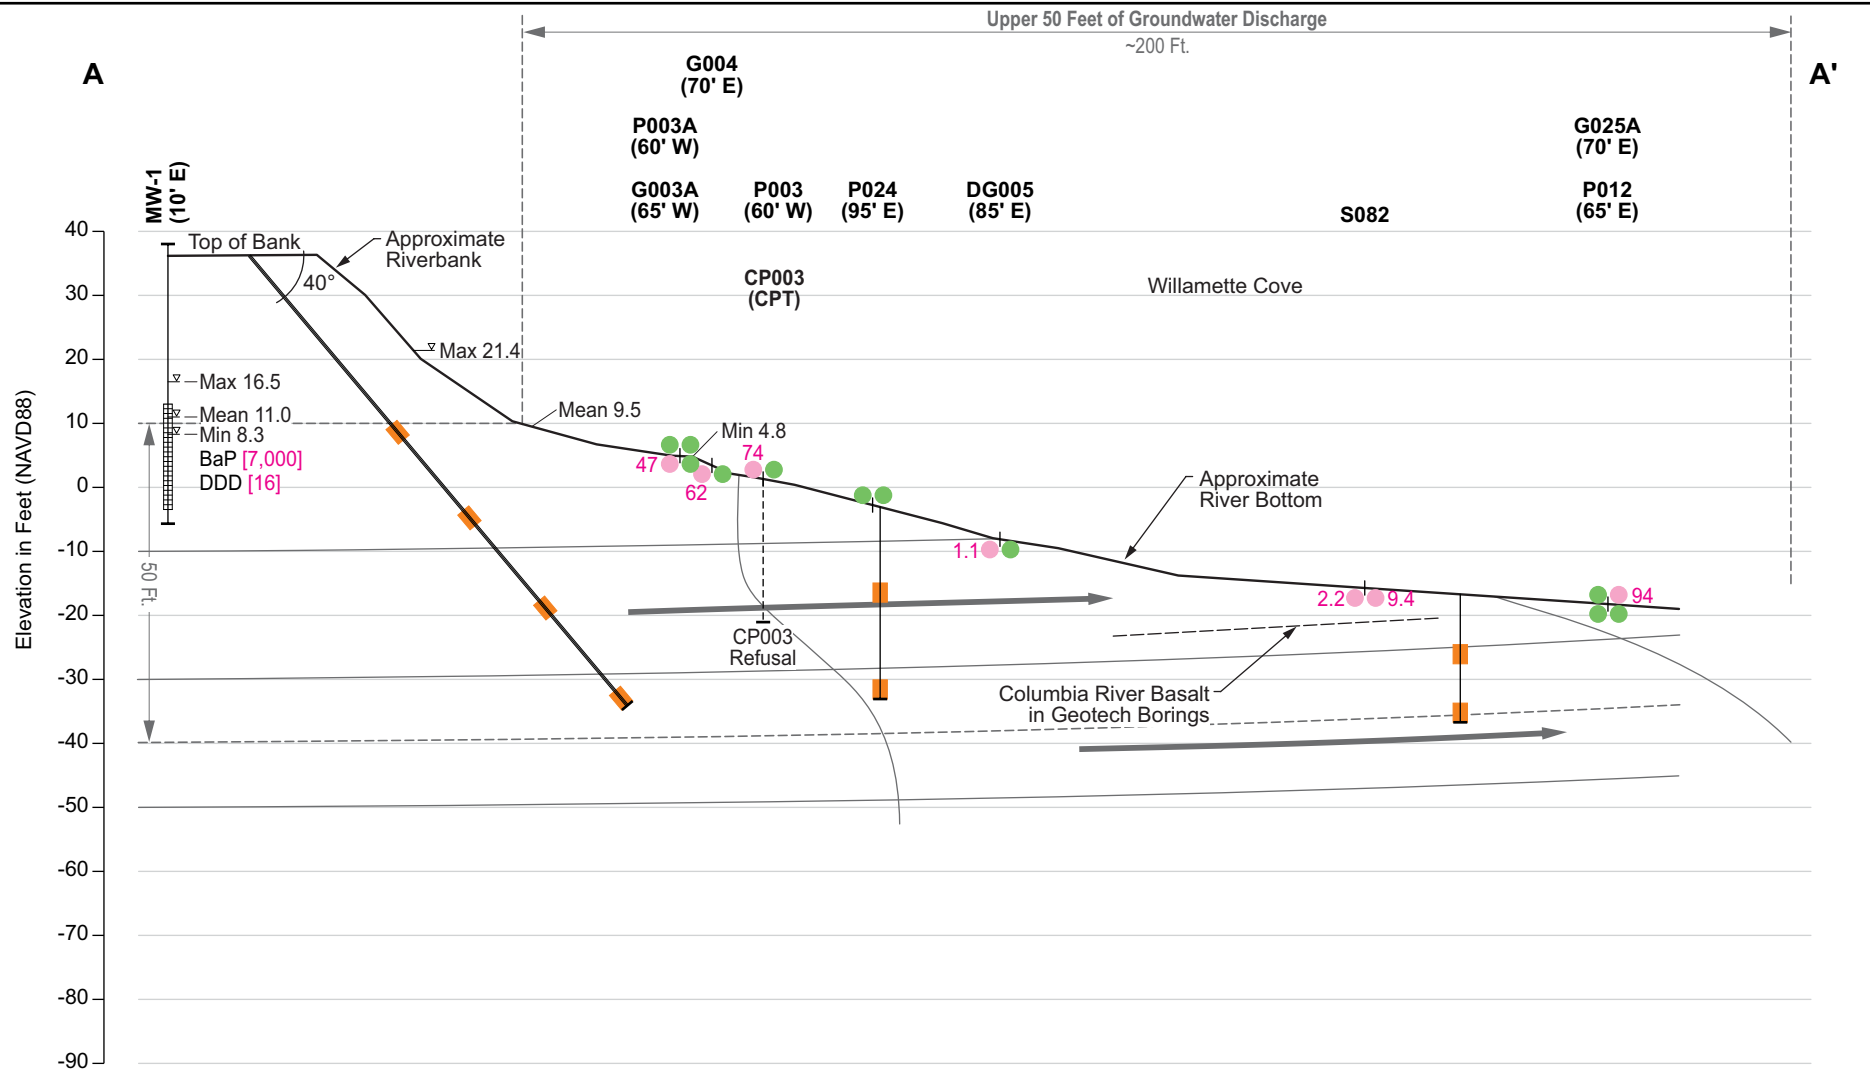 Upper 50 Feet of Groundwater Discharge
~200 Ft.
A
A'
G004
(70' E)
P003A
(60' W)
G025A
(70' E)
MW-1
(10' E)
G003A
(65' W)
P003
(60' W)
P024
(95' E)
DG005
(85' E)
S082
P012
(65' E)
Elevation in Feet (NAVD88)
40
30
20
10
0
-10
-20
-30
-40
-50
-60
-70
-80
-90
Top of Bank
40°
Approximate
Riverbank
CP003
(CPT)
Willamette Cove
Max 21.4
Max 16.5
Mean 11.0
Min 8.3
BaP [7,000]
DDD [16]
Mean 9.5
Min 4.8
47
62
74
1.1
2.2
9.4
94
Approximate
River Bottom
50 Ft.
CP003
Refusal
Columbia River Basalt
in Geotech Borings